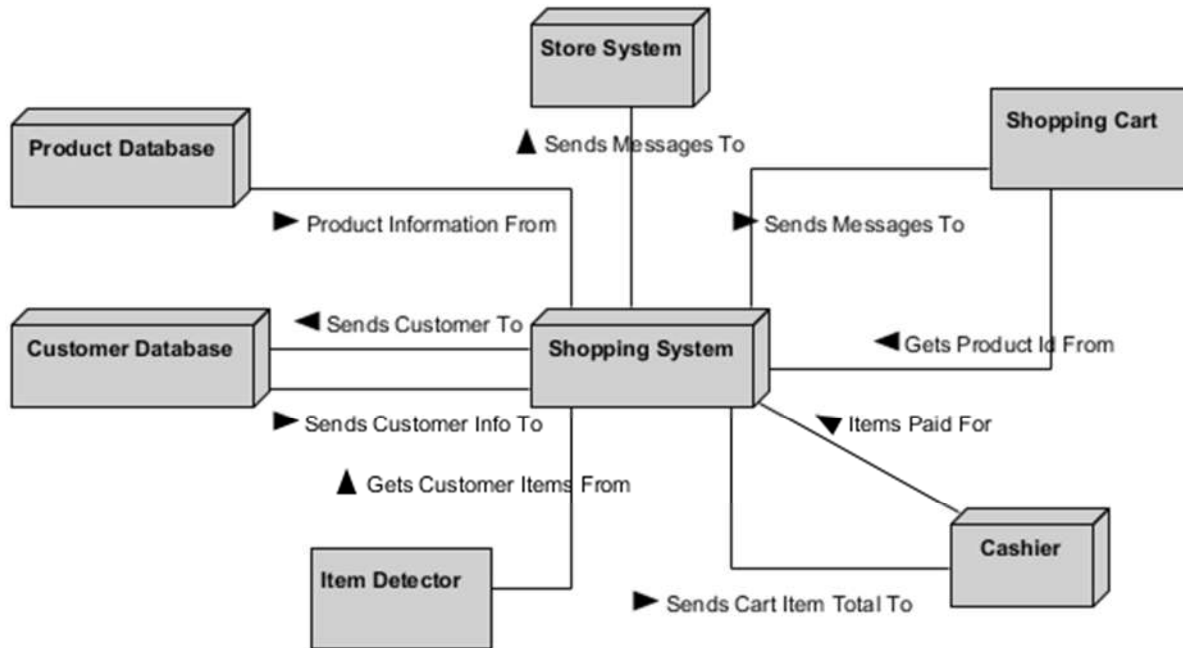 Store System
Shopping Cart
Product Database
Sends Messages To
Product Information From
Sends Messages To
Sends Customer To
Customer Database
Shopping System
Gets Product Id From
Sends Customer Info To
Items Paid For
Gets Customer Items From
Cashier
Item Detector
Sends Cart Item Total To